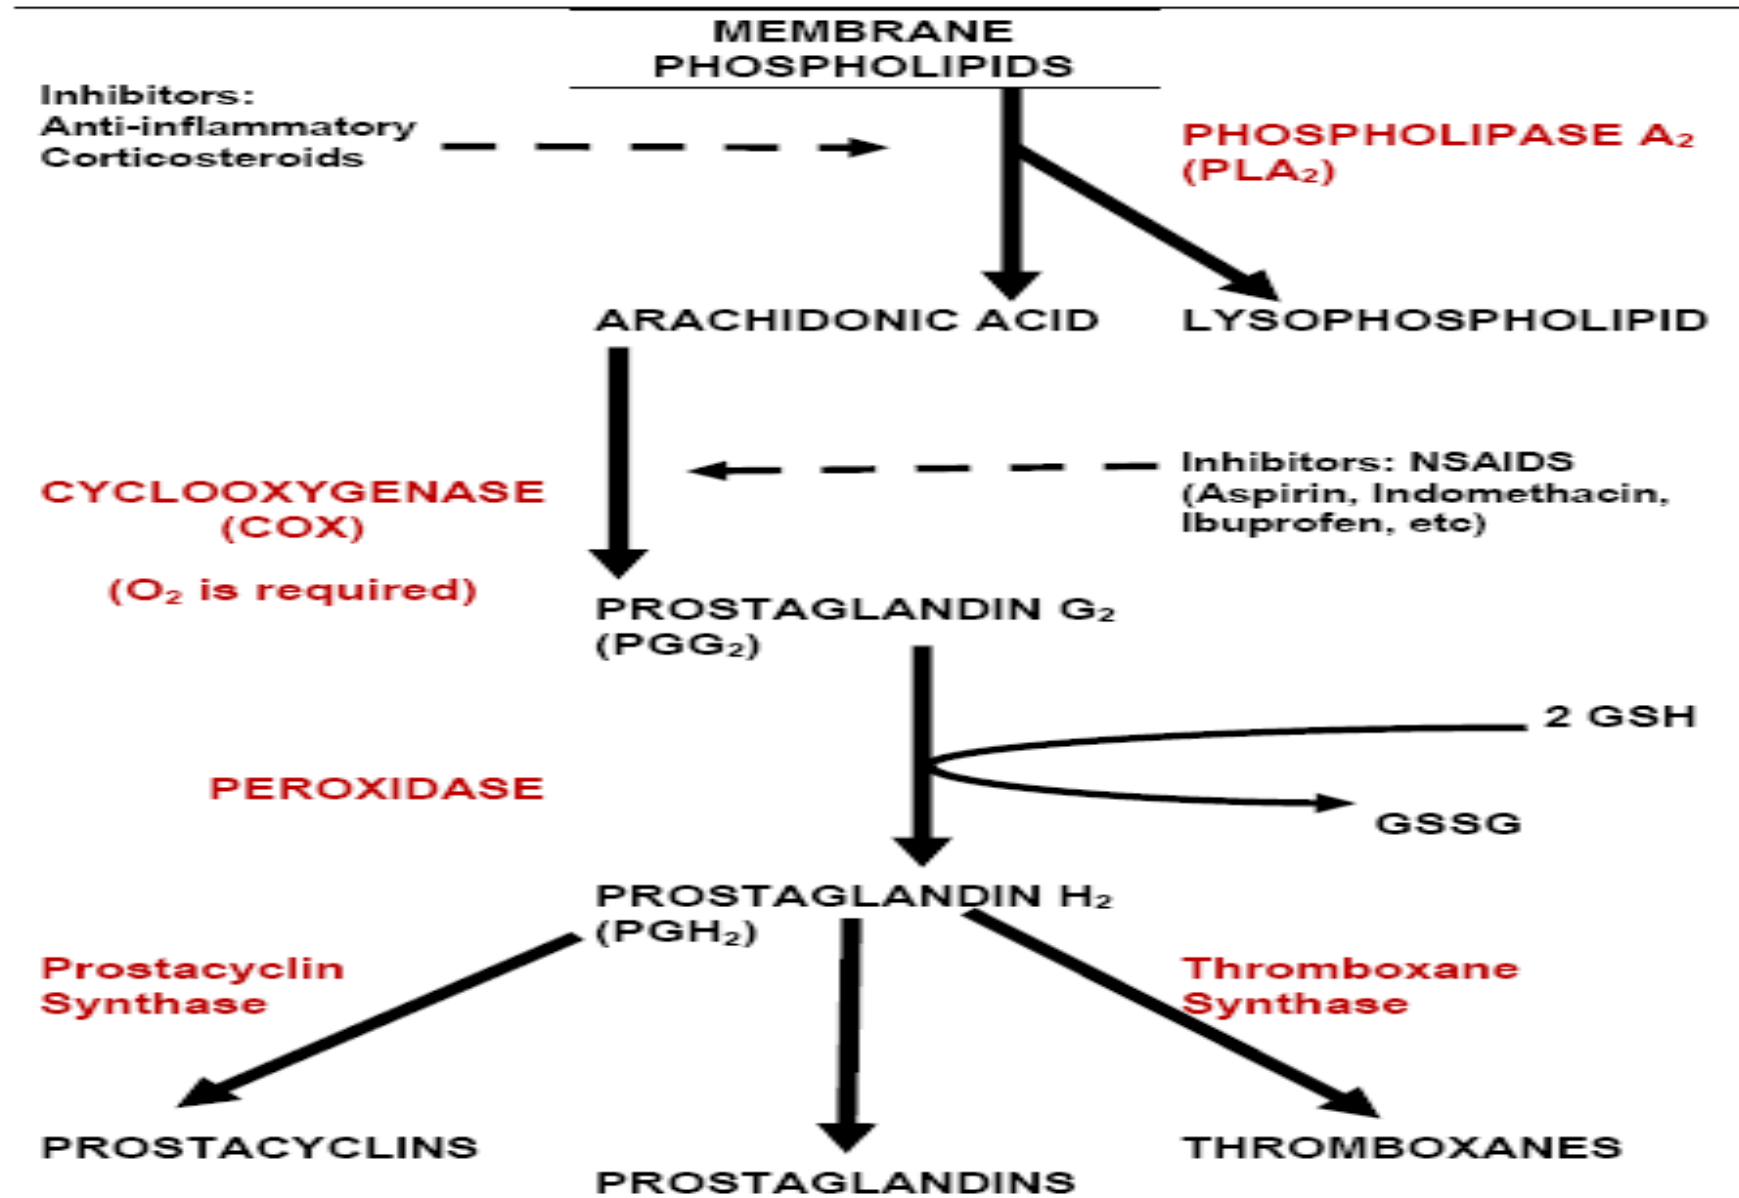 MEMBRANE
PHOSPHOLIPIDS
Inhibitors:
Anti-inflammatory
Corticosteroids
PHOSPHOLIPASE A₂
(PLA₂)
ARACHIDONIC ACID
LYSOPHOSPHOLIPID
CYCLOOXYGENASE
(COX)
(O₂ is required)
Inhibitors: NSAIDS
(Aspirin, Indomethacin,
Ibuprofen, etc)
PROSTAGLANDIN G₂
(PGG₂)
2 GSH
PEROXIDASE
GSSG
PROSTAGLANDIN H₂
(PGH₂)
Prostacyclin
Synthase
Thromboxane
Synthase
PROSTACYCLINS
PROSTAGLANDINS
THROMBOXANES